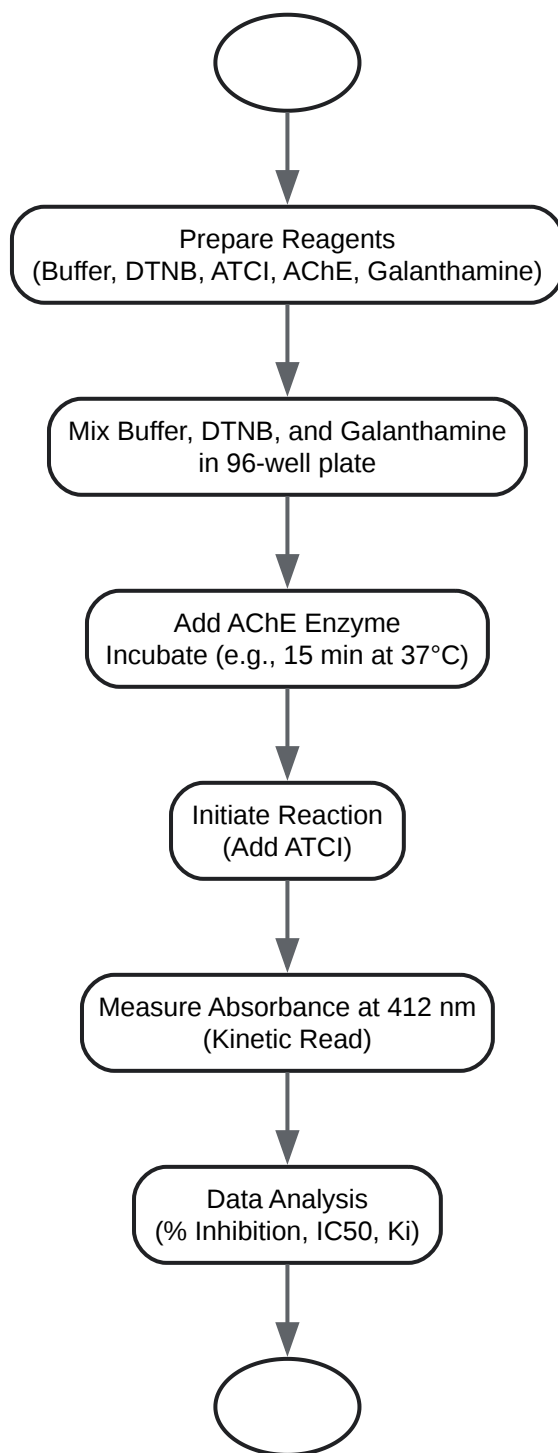 Prepare Reagents
(Buffer, DTNB, ATCI, AChE, Galanthamine)
Mix Buffer, DTNB, and Galanthamine
in 96-well plate
Add AChE Enzyme
Incubate (e.g., 15 min at 37°C)
Initiate Reaction
(Add ATCI)
Measure Absorbance at 412 nm
(Kinetic Read)
Data Analysis
(% Inhibition, IC50, Ki)